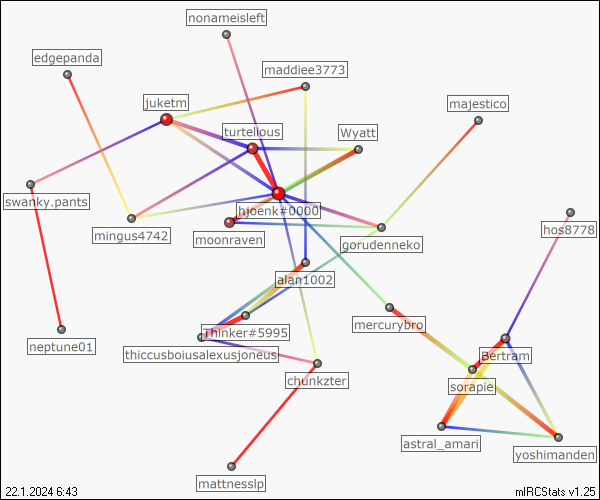 nonameisleft
edgepanda
maddiee3773
juketm
majestico
turtellous
Wyatt
swanky.pants
hjoenk#0000
hos8778
mingus4742
moonraven
gorudenneko
alan1002
mercurybro
Thinker#5995
neptune01
thiccusboiusalexusjoneus
Bertram
chunkzter
sorapie
astral_amari
yoshimanden
mattnesslp
22.1.2024 6:43
mIRCStats v1.25